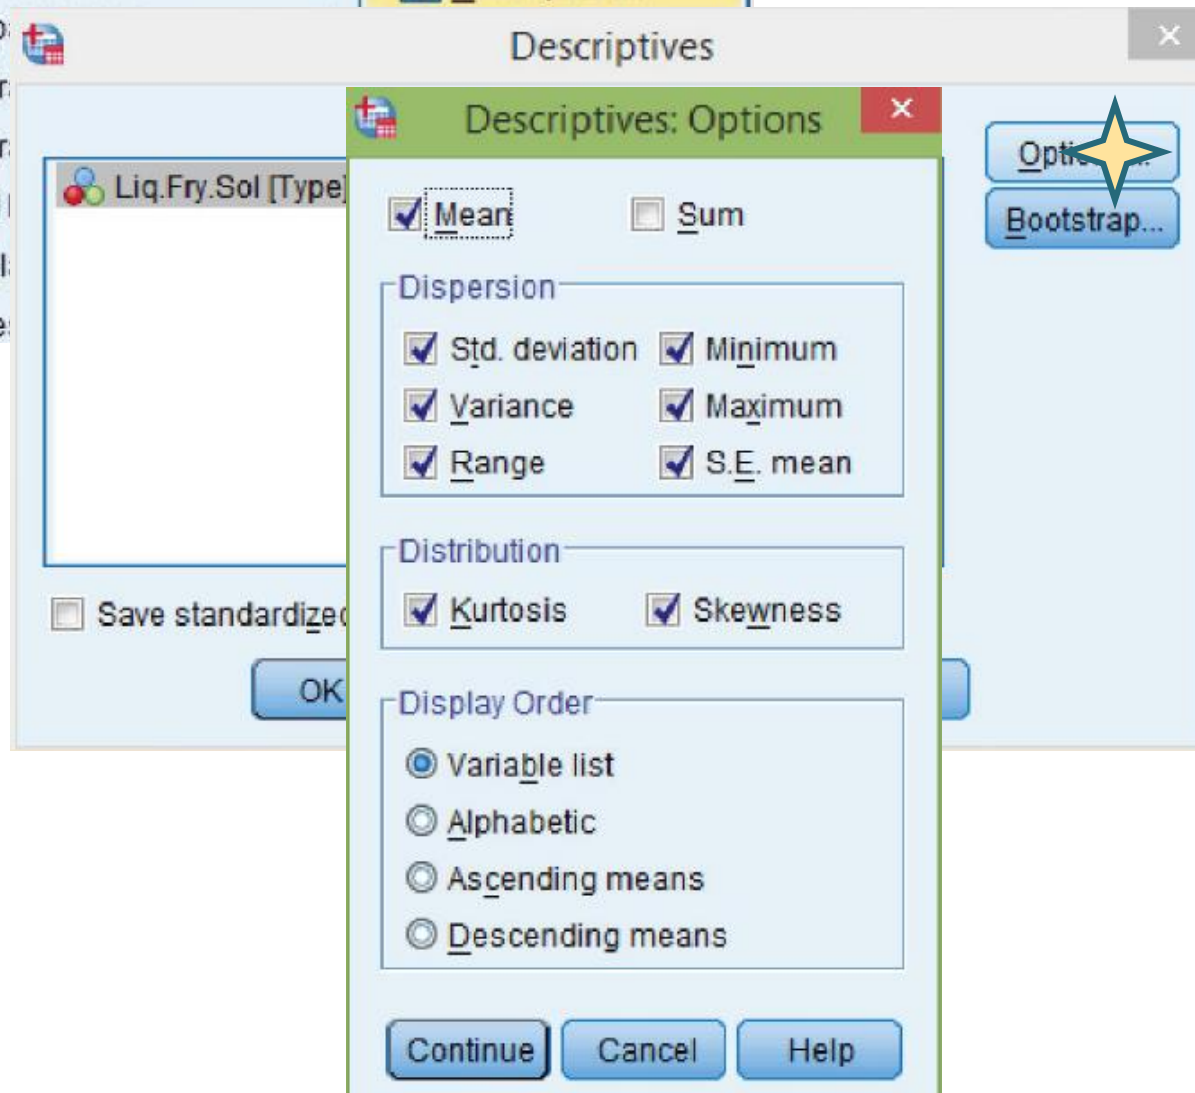 Descriptives
Descriptives: Options
Liq.Fry.Sol [Type]
Mean Sum
Dispersion
Std. deviation Minimum
Variance Maximum
Range S.E. mean
Distribution
Kurtosis Skewness
Display Order
Variable list
Alphabetic
Ascending means
Descending means
Continue Cancel Help
Save standardized
OK
Bootstrap...